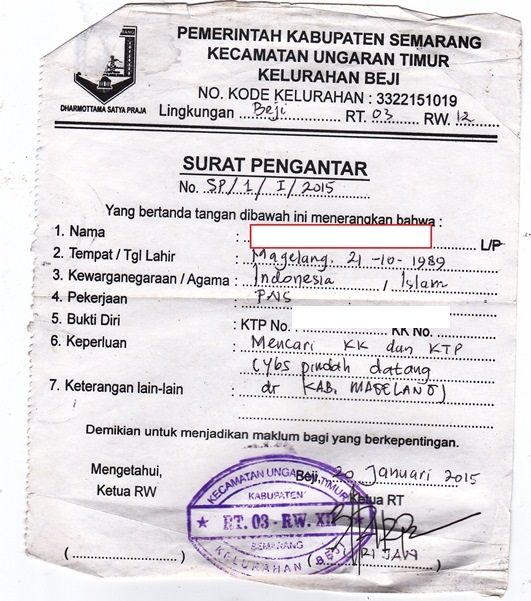 PEMERINTAH KABUPATEN SEMARANG
KECAMATAN UNGARAN TIMUR
KELURAHAN BEJI
NO. KODE KELURAHAN : 3322151019
DHARMOTTAMA SATYA PRAJA
Lingkungan Beji RT. 03 RW. 12
SURAT PENGANTAR
No. SP/1/I/2015
Yang bertanda tangan dibawah ini menerangkan bahwa :
1. Nama : L/P
2. Tempat / Tgl Lahir : Magelang. 21-10-1989
3. Kewarganegaraan / Agama : Indonesia, Islam
4. Pekerjaan : PNS
5. Bukti Diri : KTP No. KK No.
6. Keperluan : Mencari KK dan KTP
(Ybs pindah datang
7. Keterangan lain-lain : dr KAB. MAGELANG)
Demikian untuk menjadikan maklum bagi yang berkepentingan.
Mengetahui,
Ketua RW
Beji, 20 Januari 2015
Ketua RT
KECAMATAN UNGARAN TIMUR
KABUPATEN
★ RT. 03 - RW. XII ★
SEMARANG
KELURAHAN BEJI